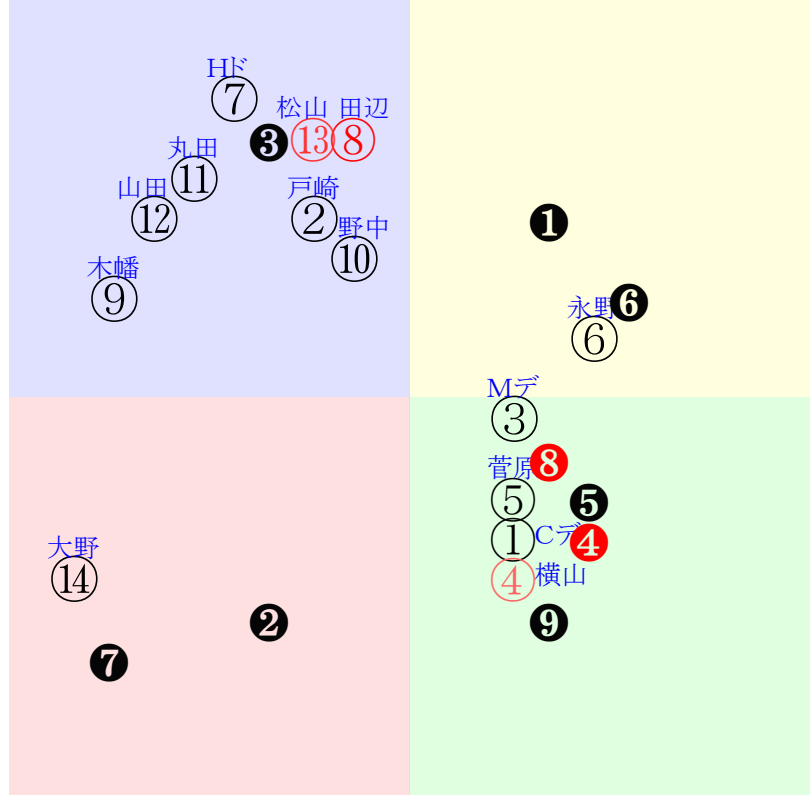 Hド
⑦
松山 田辺
❸ ⑬ ⑧
丸田
⑪
山田 戸崎
⑫ ② ❶
野中
⑩
木幡
⑨ 永野 ❻
⑥
Mデ
③
菅原 ❽
⑤ ❺
① Cデ ❹
大野
⑭ ④ 横山
❷ ❾
❼